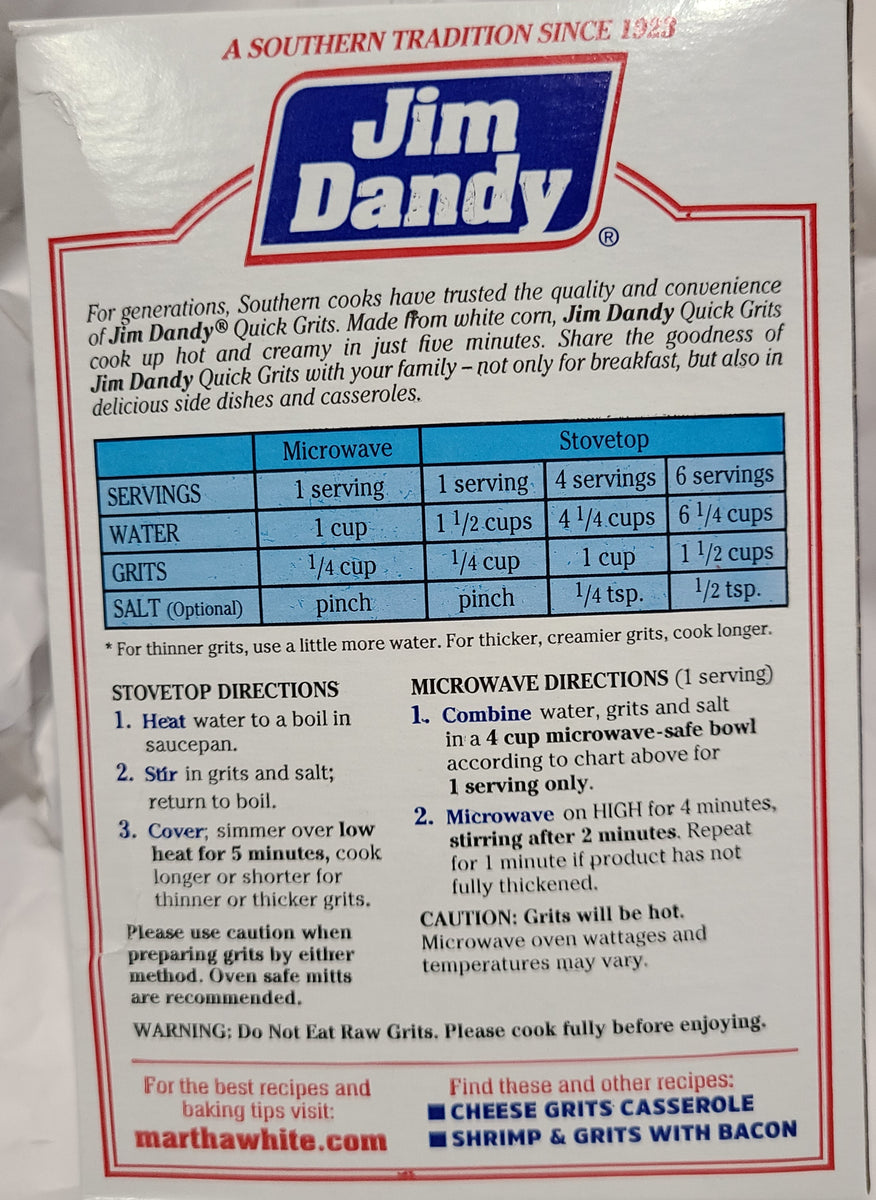 A SOUTHERN TRADITION SINCE 1923
Jim
Dandy
®
For generations, Southern cooks have trusted the quality and convenience
of Jim Dandy® Quick Grits. Made from white corn, Jim Dandy Quick Grits
cook up hot and creamy in just five minutes. Share the goodness of
Jim Dandy Quick Grits with your family – not only for breakfast, but also in
delicious side dishes and casseroles.
Microwave Stovetop
SERVINGS 1 serving 1 serving 4 servings 6 servings
WATER 1 cup 1 1/2 cups 4 1/4 cups 6 1/4 cups
GRITS 1/4 cup 1/4 cup 1 cup 1 1/2 cups
SALT (Optional) pinch pinch 1/4 tsp. 1/2 tsp.
* For thinner grits, use a little more water. For thicker, creamier grits, cook longer.
STOVETOP DIRECTIONS
1. Heat water to a boil in
saucepan.
2. Stir in grits and salt;
return to boil.
3. Cover; simmer over low
heat for 5 minutes, cook
longer or shorter for
thinner or thicker grits.
Please use caution when
preparing grits by either
method. Oven safe mitts
are recommended.
MICROWAVE DIRECTIONS (1 serving)
1. Combine water, grits and salt
in a 4 cup microwave-safe bowl
according to chart above for
1 serving only.
2. Microwave on HIGH for 4 minutes,
stirring after 2 minutes. Repeat
for 1 minute if product has not
fully thickened.
CAUTION: Grits will be hot.
Microwave oven wattages and
temperatures may vary.
WARNING: Do Not Eat Raw Grits. Please cook fully before enjoying.
For the best recipes and
baking tips visit:
marthawhite.com
Find these and other recipes:
■ CHEESE GRITS CASSEROLE
■ SHRIMP & GRITS WITH BACON